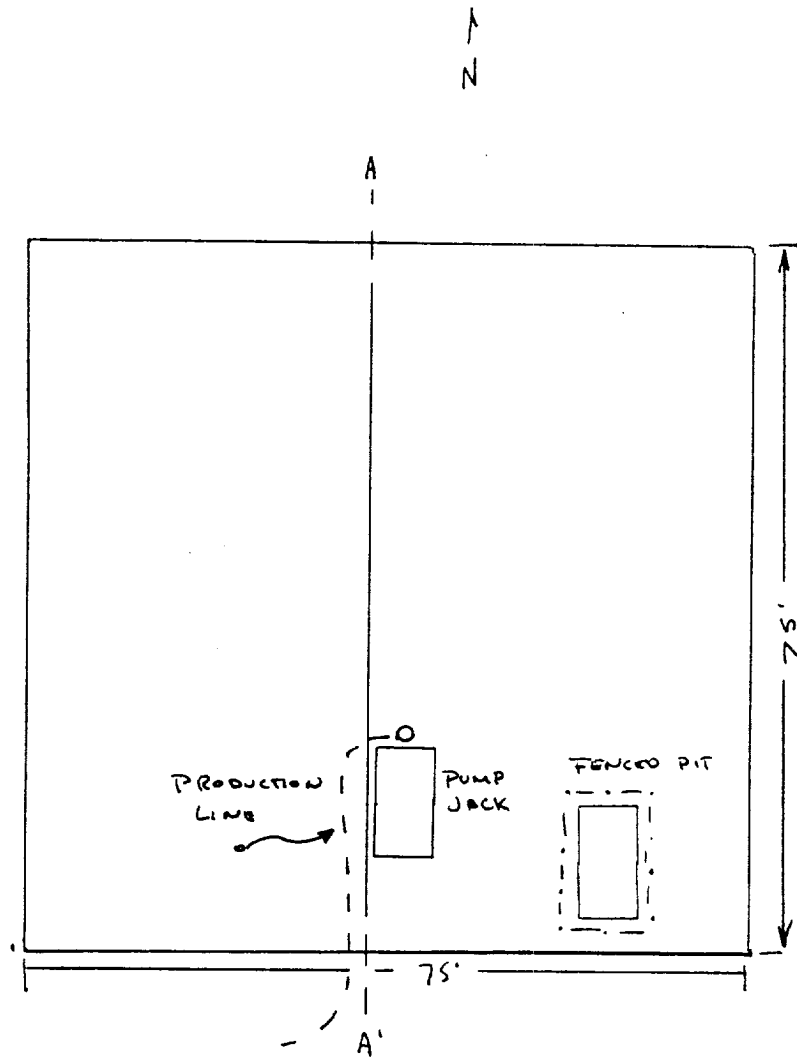 N
A
75'
PRODUCTION
LINE
PUMP
JACK
FENCED PIT
75'
A'